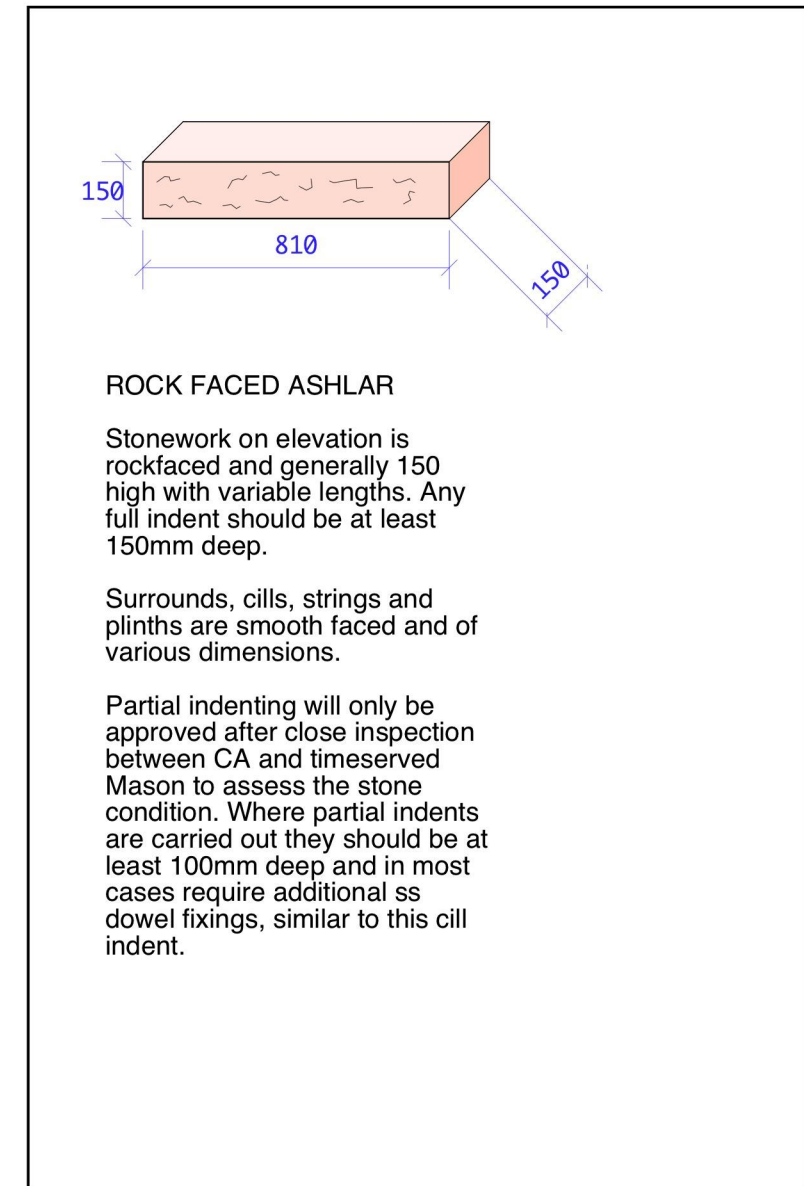 150
810
150
ROCK FACED ASHLAR
Stonework on elevation is
rockfaced and generally 150
high with variable lengths. Any
full indent should be at least
150mm deep.
Surrounds, cills, strings and
plinths are smooth faced and of
various dimensions.
Partial indenting will only be
approved after close inspection
between CA and timeserved
Mason to assess the stone
condition. Where partial indents
are carried out they should be at
least 100mm deep and in most
cases require additional ss
dowel fixings, similar to this cill
indent.